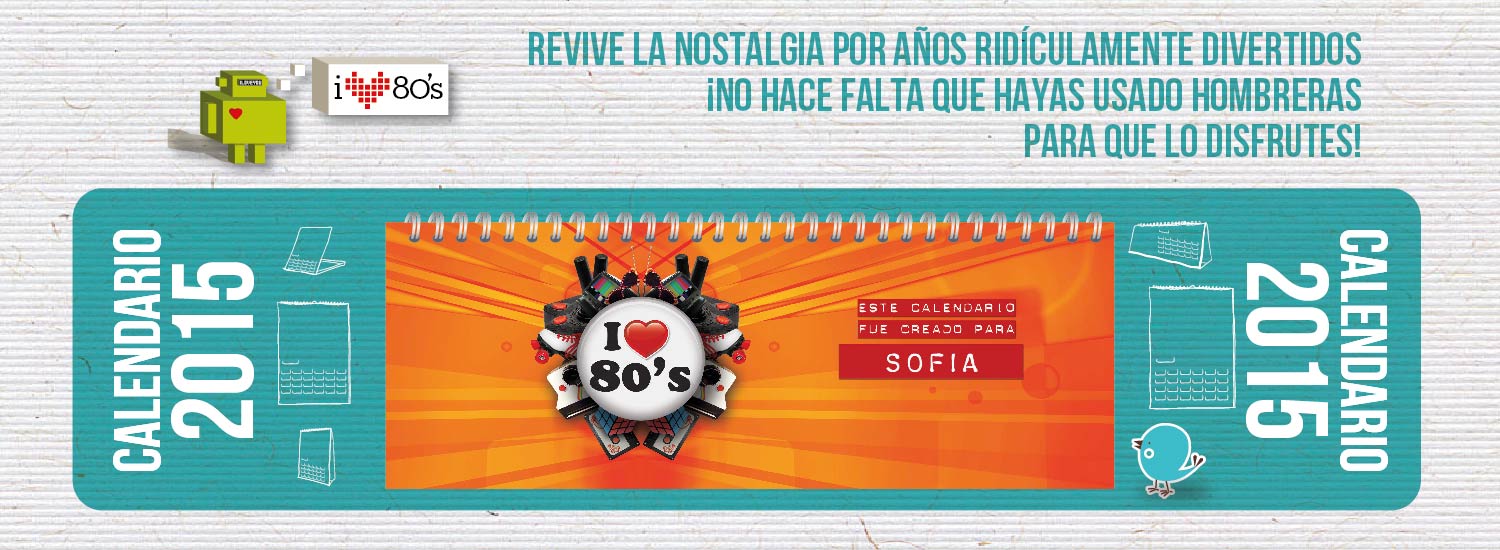 REVIVE LA NOSTALGIA POR AÑOS RIDÍCULAMENTE DIVERTIDOS
¡NO HACE FALTA QUE HAYAS USADO HOMBRERAS
PARA QUE LO DISFRUTES!
i 80's
CALENDARIO
2015
I
80's
ESTE CALENDARIO
FUE CREADO PARA
SOFIA
CALENDARIO
2015